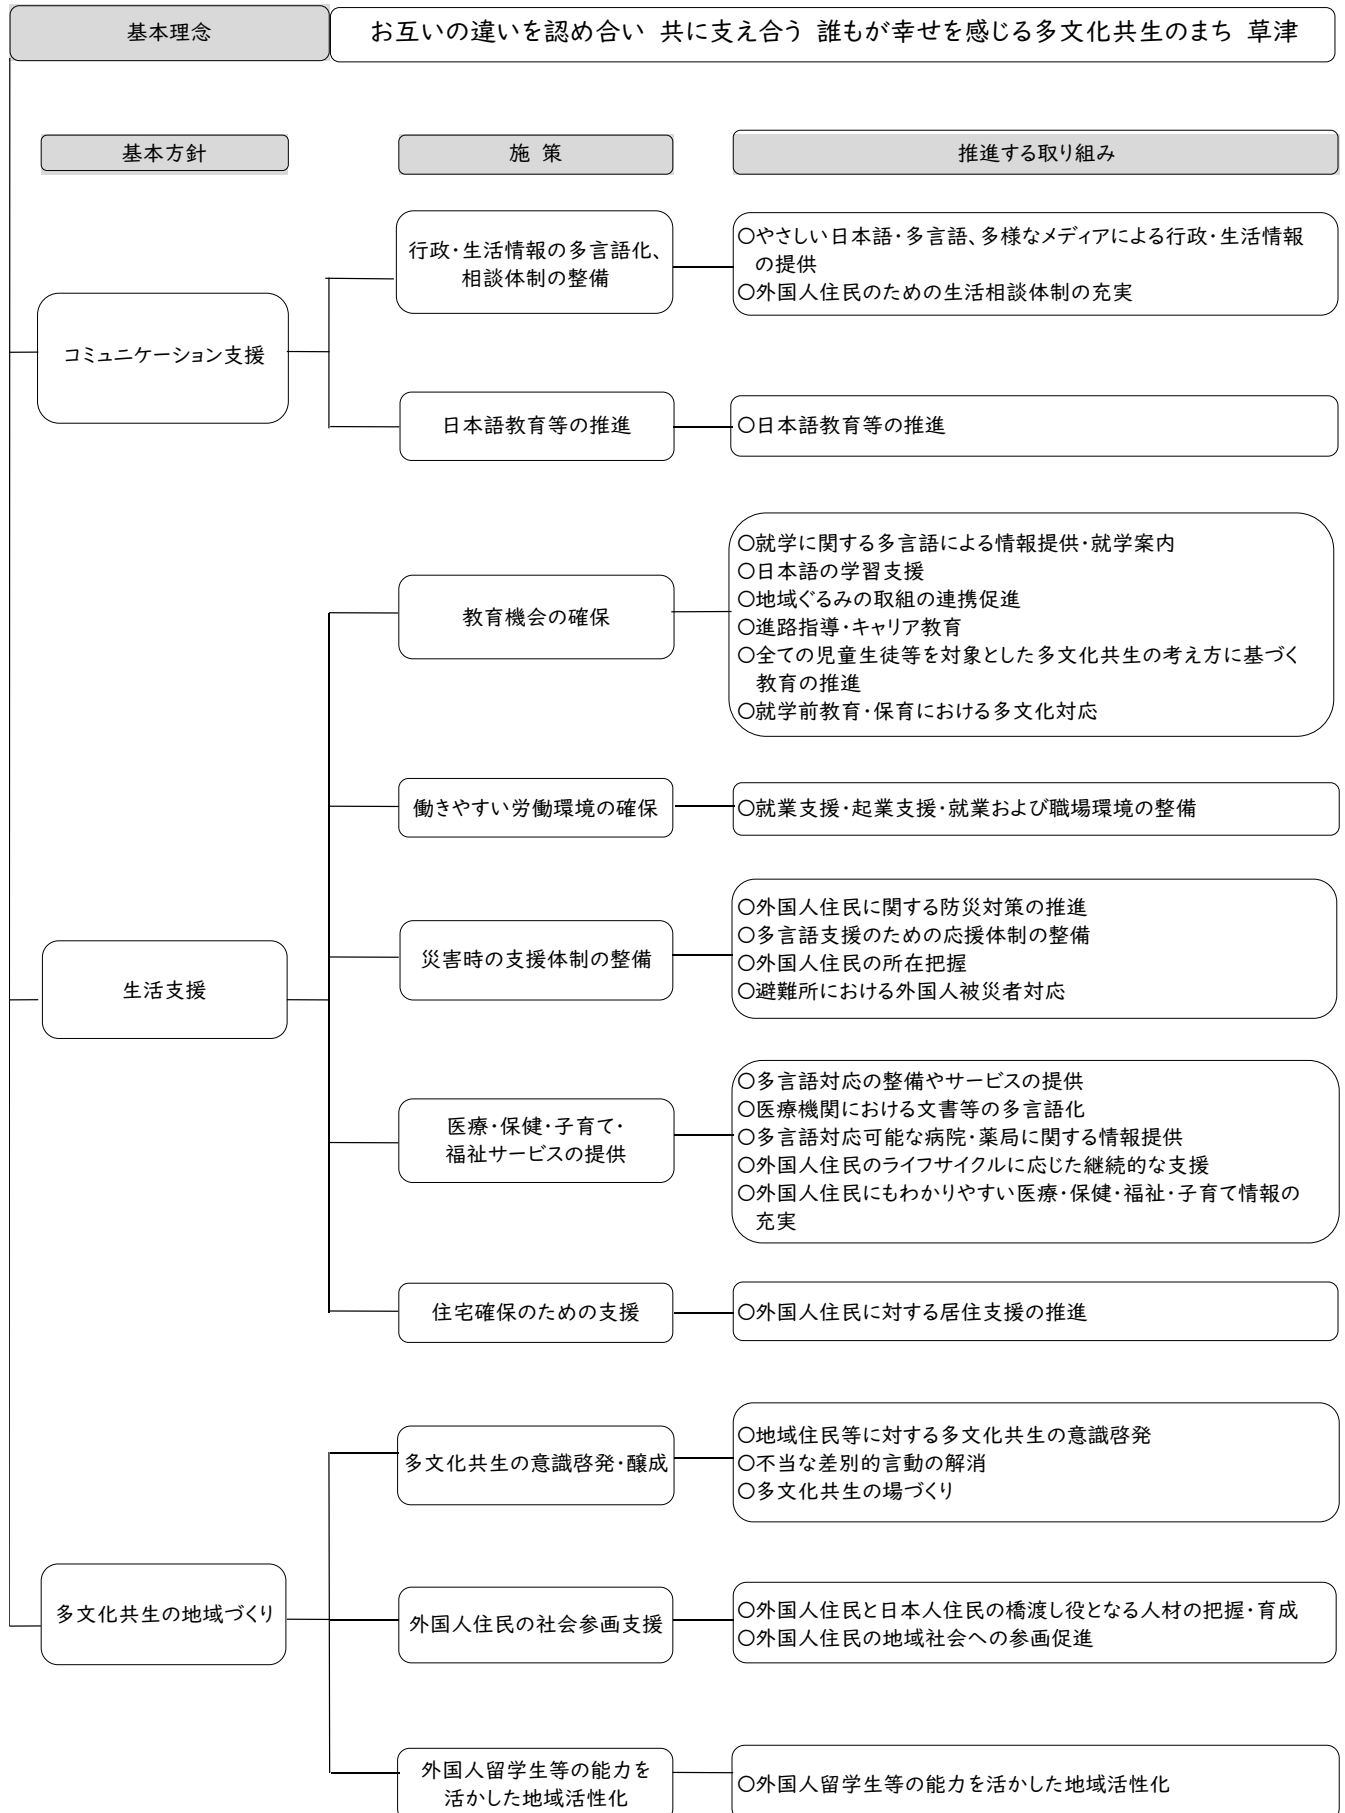 基本理念
お互いの違いを認め合い 共に支え合う 誰もが幸せを感じる多文化共生のまち 草津
基本方針
施 策
推進する取り組み
コミュニケーション支援
行政・生活情報の多言語化、
相談体制の整備
〇やさしい日本語・多言語、多様なメディアによる行政・生活情報
の提供
〇外国人住民のための生活相談体制の充実
日本語教育等の推進
〇日本語教育等の推進
生活支援
教育機会の確保
〇就学に関する多言語による情報提供・就学案内
〇日本語の学習支援
〇地域ぐるみの取組の連携促進
〇進路指導・キャリア教育
〇全ての児童生徒等を対象とした多文化共生の考え方に基づく
教育の推進
〇就学前教育・保育における多文化対応
働きやすい労働環境の確保
〇就業支援・起業支援・就業および職場環境の整備
災害時の支援体制の整備
〇外国人住民に関する防災対策の推進
〇多言語支援のための応援体制の整備
〇外国人住民の所在把握
〇避難所における外国人被災者対応
医療・保健・子育て・
福祉サービスの提供
〇多言語対応の整備やサービスの提供
〇医療機関における文書等の多言語化
〇多言語対応可能な病院・薬局に関する情報提供
〇外国人住民のライフサイクルに応じた継続的な支援
〇外国人住民にもわかりやすい医療・保健・福祉・子育て情報の
充実
住宅確保のための支援
〇外国人住民に対する居住支援の推進
多文化共生の地域づくり
多文化共生の意識啓発・醸成
〇地域住民等に対する多文化共生の意識啓発
〇不当な差別的言動の解消
〇多文化共生の場づくり
外国人住民の社会参画支援
〇外国人住民と日本人住民の橋渡し役となる人材の把握・育成
〇外国人住民の地域社会への参画促進
外国人留学生等の能力を
活かした地域活性化
〇外国人留学生等の能力を活かした地域活性化